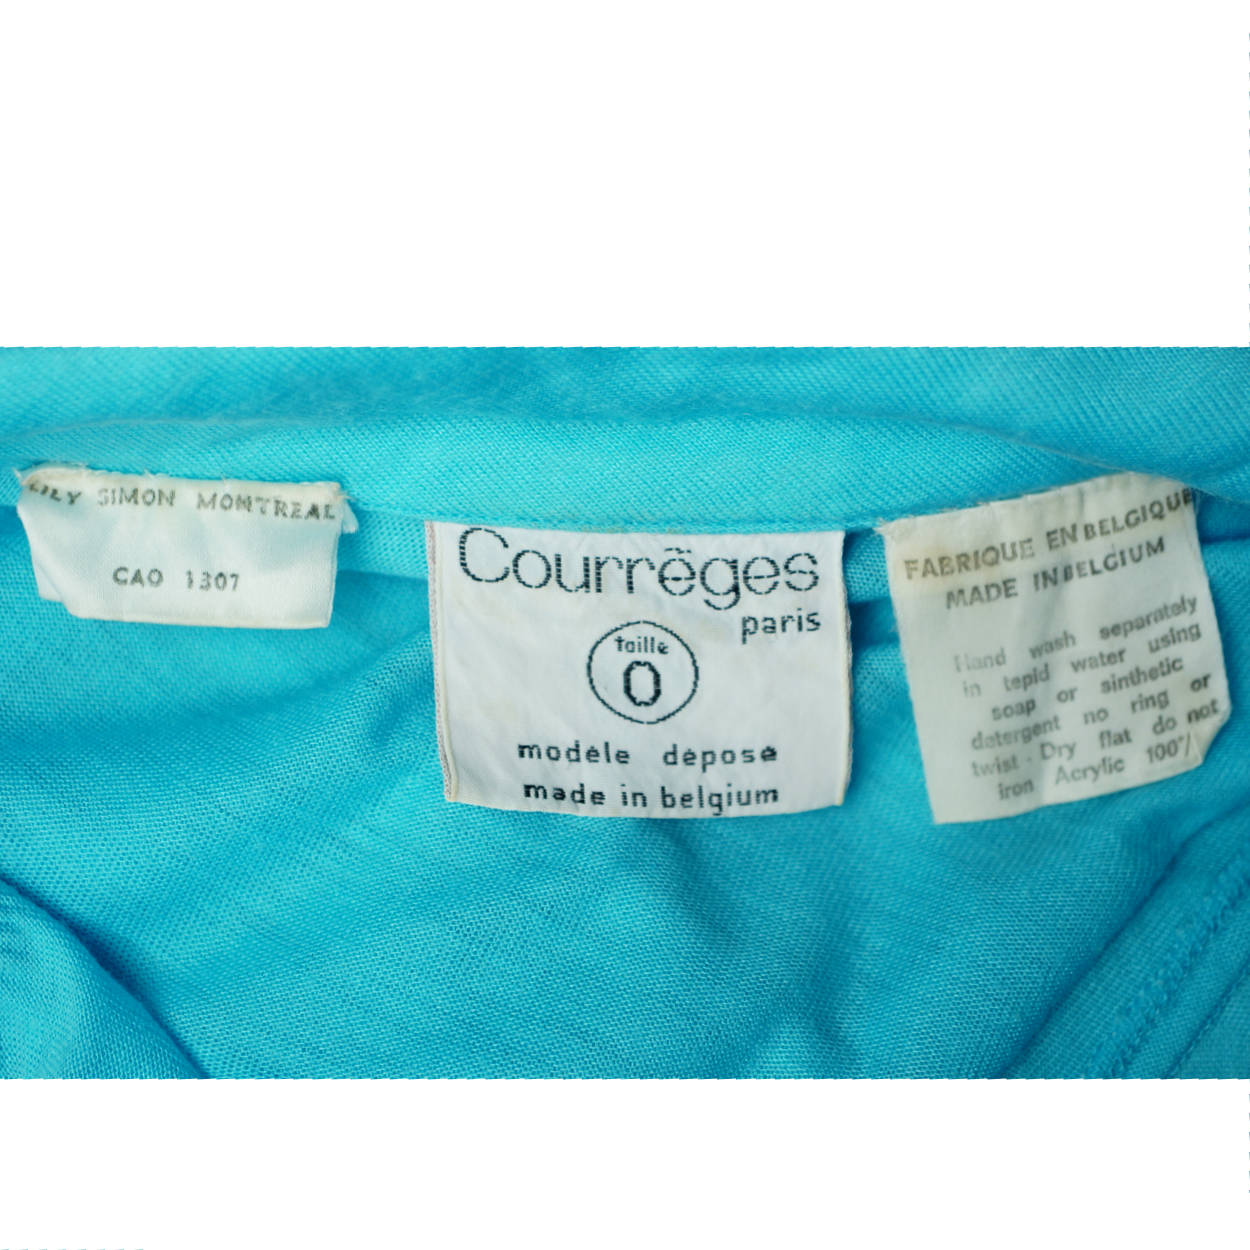 LILY SIMON MONTREAL
CAO 1307
Courrèges
paris
taille
0
modèle déposé
made in belgium
FABRIQUE EN BELGIQUE
MADE IN BELGIUM
Hand wash separately
in tepid water using
soap or sinthetic
detergent no ring or
twist - Dry flat do not
iron Acrylic 100%